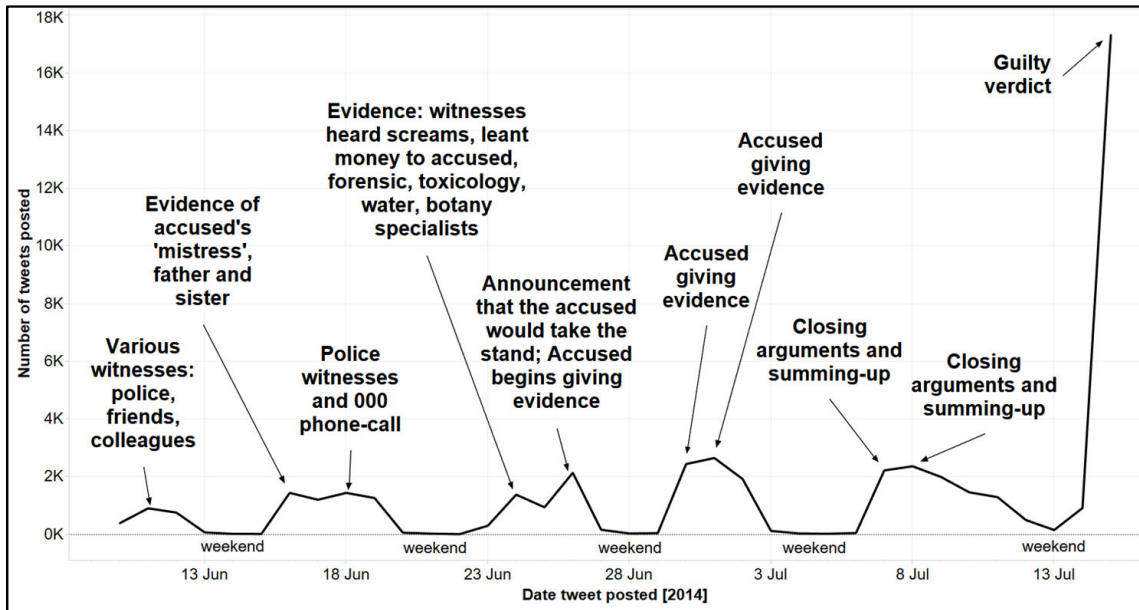 Number of tweets posted
18K
16K
14K
12K
10K
8K
6K
4K
2K
0K
Various
witnesses:
police,
friends,
colleagues
Evidence of
accused's
'mistress',
father and
sister
Police
witnesses
and 000
phone-call
Evidence: witnesses
heard screams, leant
money to accused,
forensic, toxicology,
water, botany
specialists
Announcement
that the accused
would take the
stand; Accused
begins giving
evidence
Accused
giving
evidence
Accused
giving
evidence
Closing
arguments and
summing-up
Closing
arguments and
summing-up
Guilty
verdict
weekend
weekend
weekend
weekend
weekend
13 Jun
18 Jun
23 Jun
28 Jun
3 Jul
8 Jul
13 Jul
Date tweet posted [2014]